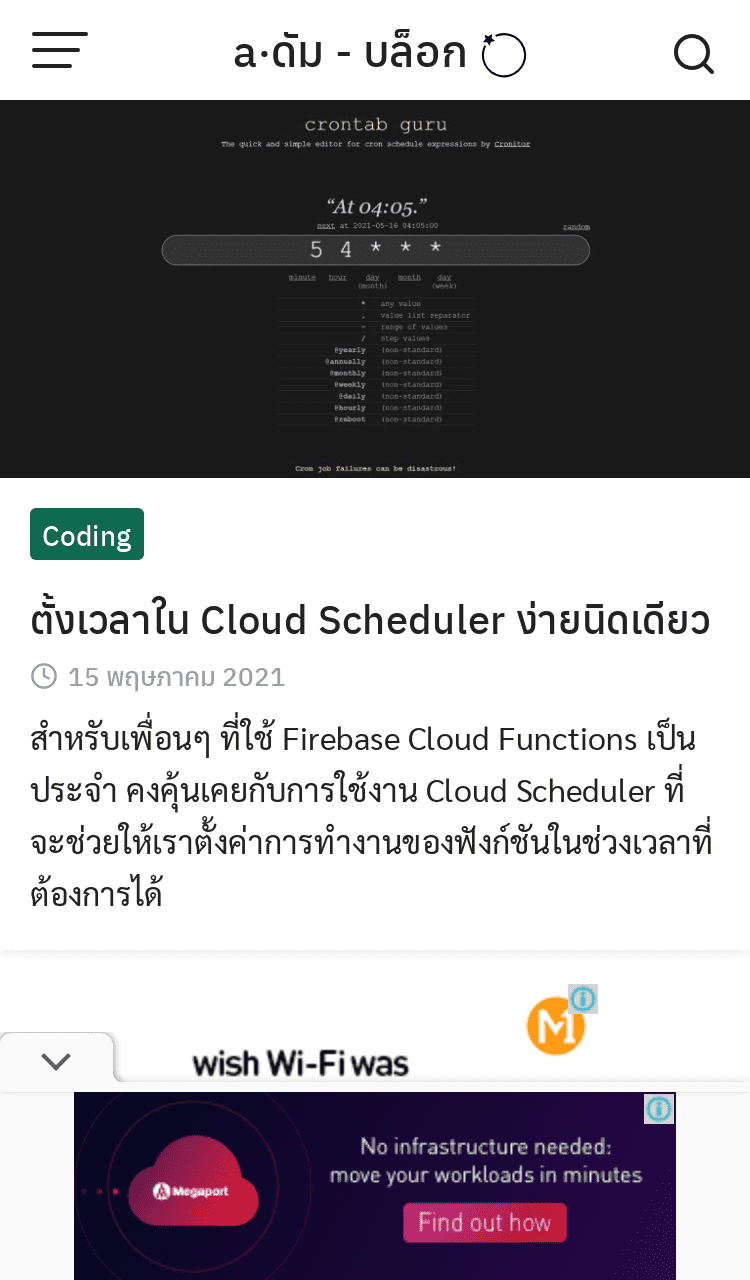 a·ดัม - บล็อก
crontab guru
The quick and simple editor for cron schedule expressions by Cronitor
“At 04:05.”
next at 2021-05-16 04:05:00
random
5 4 * * *
minute hour day (month) month day (week)
* any value
, value list separator
- range of values
/ step values
@yearly (non-standard)
@annually (non-standard)
@monthly (non-standard)
@weekly (non-standard)
@daily (non-standard)
@hourly (non-standard)
@reboot (non-standard)
Cron job failures can be disastrous!
Coding
ตั้งเวลาใน Cloud Scheduler ง่ายนิดเดียว
15 พฤษภาคม 2021
สำหรับเพื่อนๆ ที่ใช้ Firebase Cloud Functions เป็น
ประจำ คงคุ้นเคยกับการใช้งาน Cloud Scheduler ที่
จะช่วยให้เราตั้งค่าการทำงานของฟังก์ชันในช่วงเวลาที่
ต้องการได้
M1
wish Wi-Fi was
No infrastructure needed:
move your workloads in minutes
Megaport
Find out how